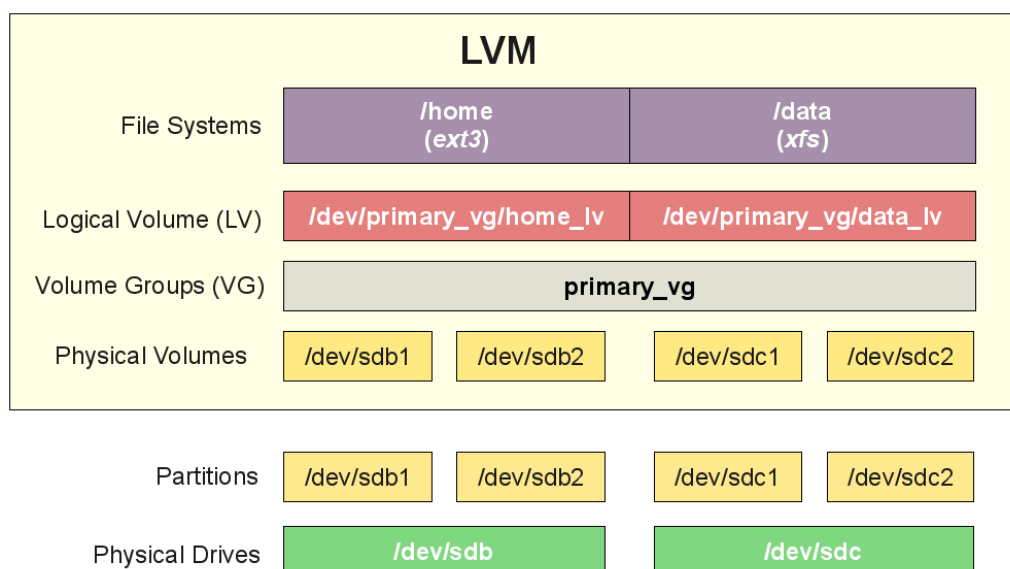 LVM
File Systems
/home
(ext3)
/data
(xfs)
Logical Volume (LV)
/dev/primary_vg/home_lv
/dev/primary_vg/data_lv
Volume Groups (VG)
primary_vg
Physical Volumes
/dev/sdb1
/dev/sdb2
/dev/sdc1
/dev/sdc2
Partitions
/dev/sdb1
/dev/sdb2
/dev/sdc1
/dev/sdc2
Physical Drives
/dev/sdb
/dev/sdc